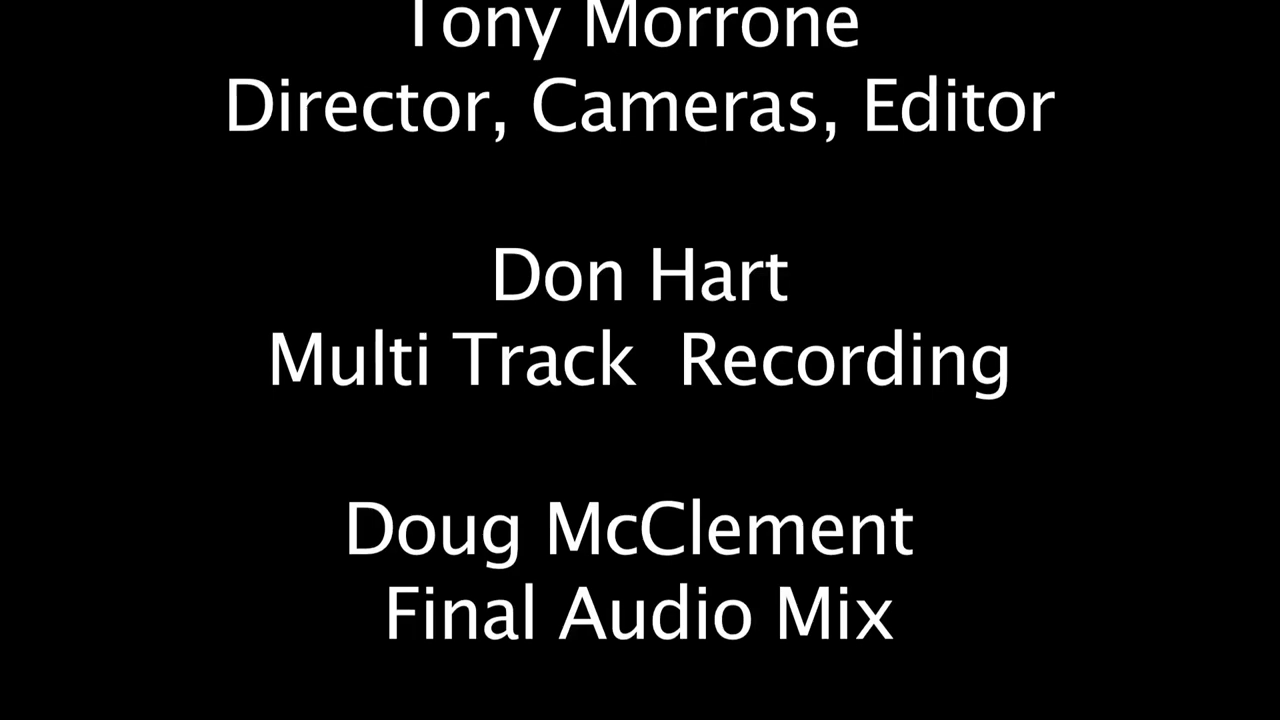 Tony Morrone
Director, Cameras, Editor
Don Hart
Multi Track  Recording
Doug McClement
Final Audio Mix